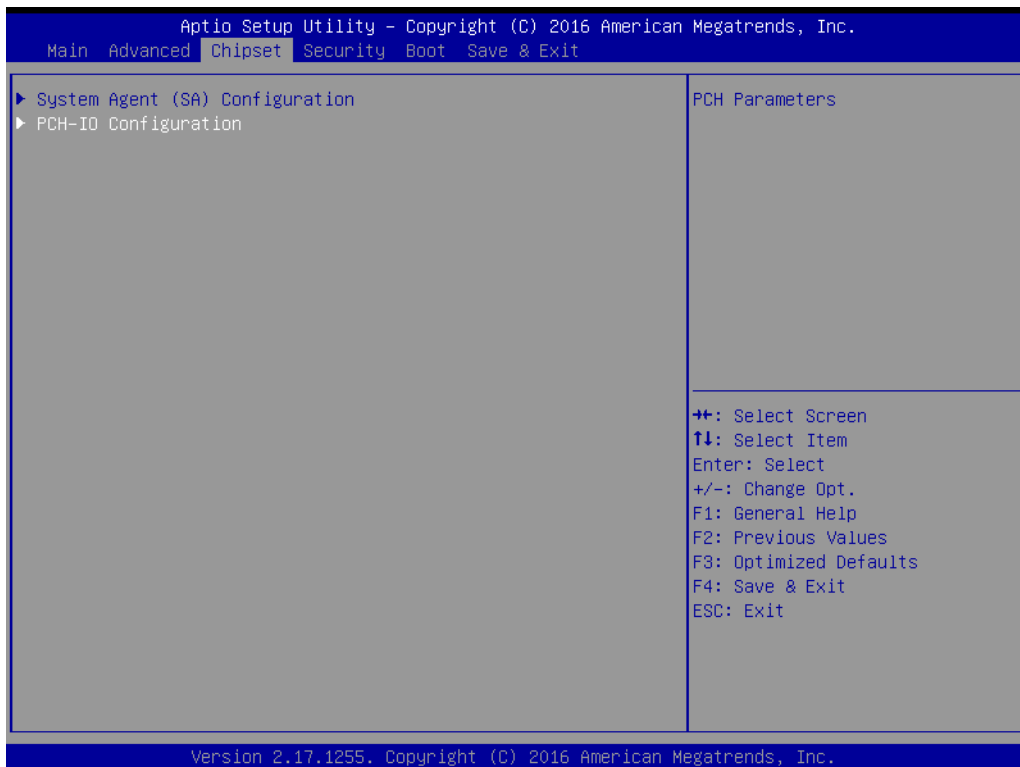 Aptio Setup Utility – Copyright (C) 2016 American Megatrends, Inc.
Main Advanced Chipset Security Boot Save & Exit
System Agent (SA) Configuration
PCH-IO Configuration
PCH Parameters
→←: Select Screen
↑↓: Select Item
Enter: Select
+/-: Change Opt.
F1: General Help
F2: Previous Values
F3: Optimized Defaults
F4: Save & Exit
ESC: Exit
Version 2.17.1255. Copyright (C) 2016 American Megatrends, Inc.